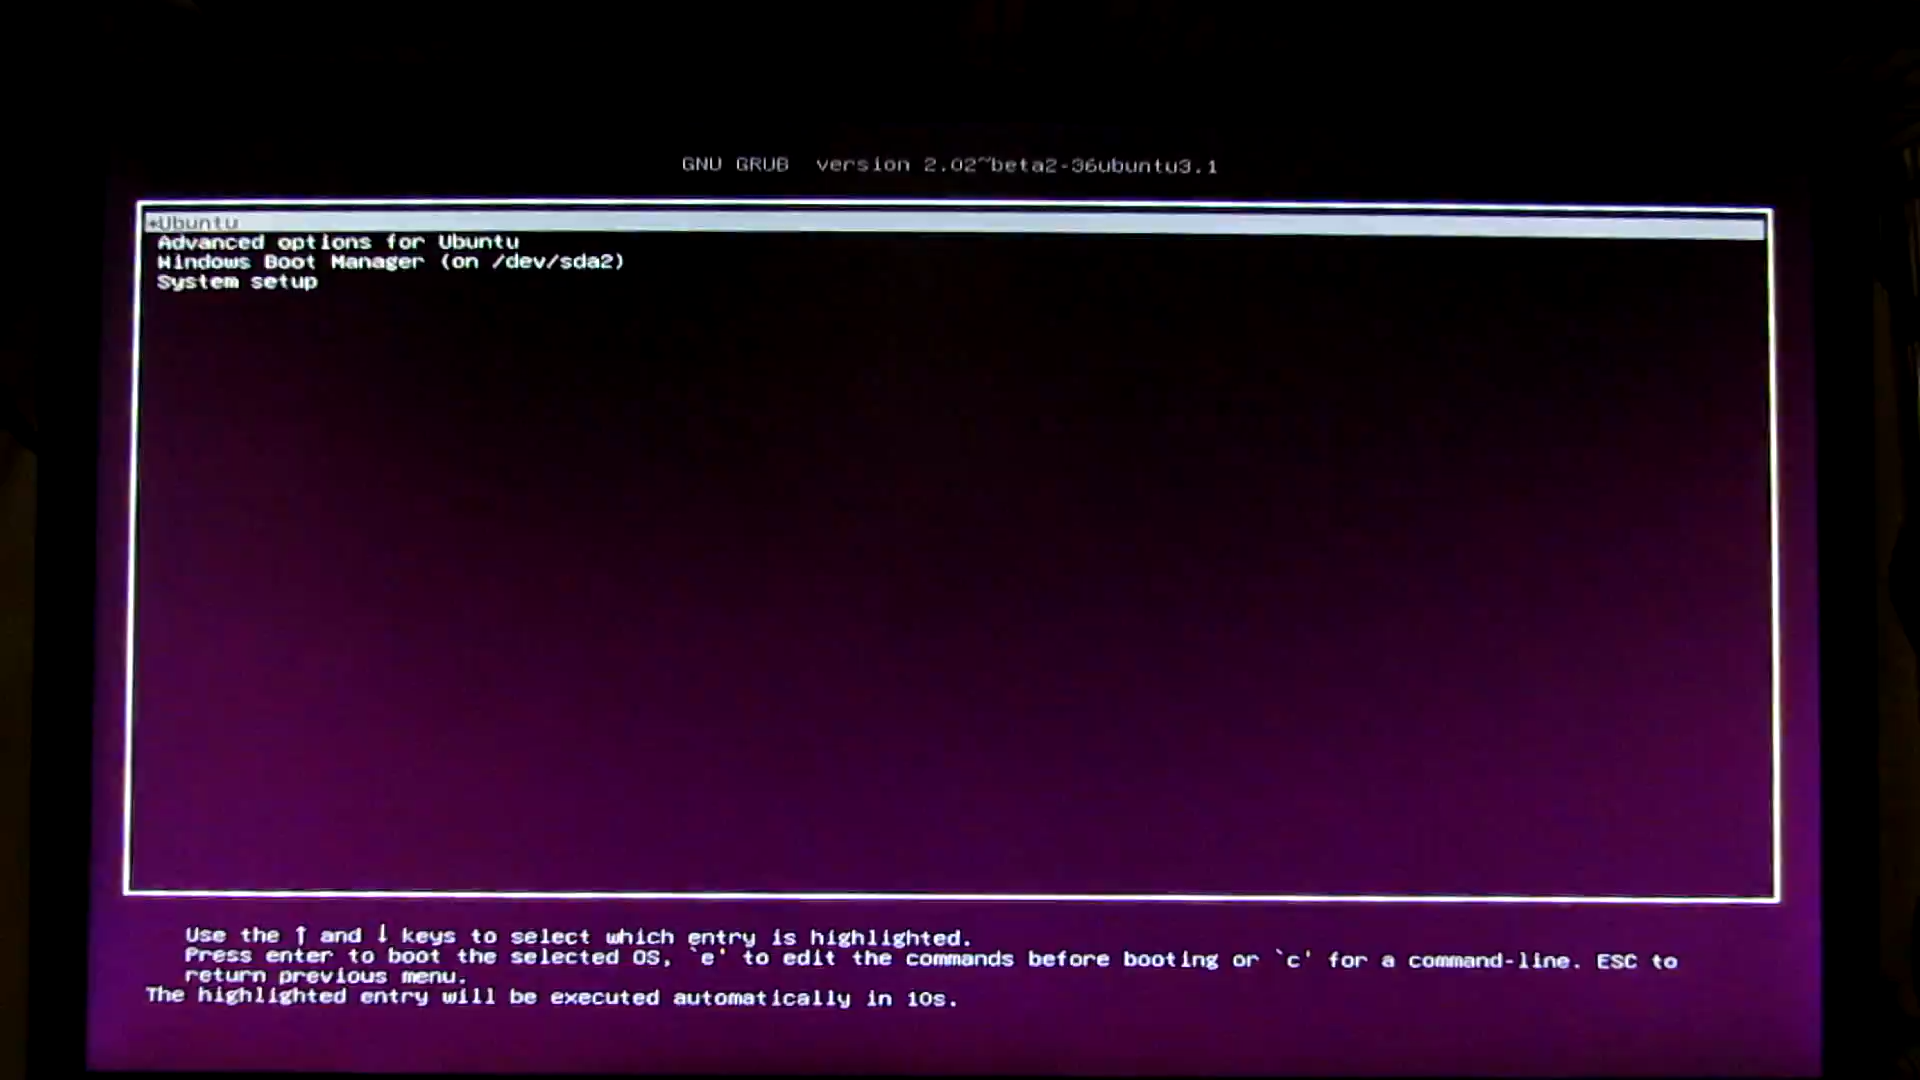 GNU GRUB version 2.02~beta2-36ubuntu3.1
*Ubuntu
Advanced options for Ubuntu
Windows Boot Manager (on /dev/sda2)
System setup
Use the ↑ and ↓ keys to select which entry is highlighted.
Press enter to boot the selected OS, `e' to edit the commands before booting or `c' for a command-line. ESC to
return previous menu.
The highlighted entry will be executed automatically in 10s.